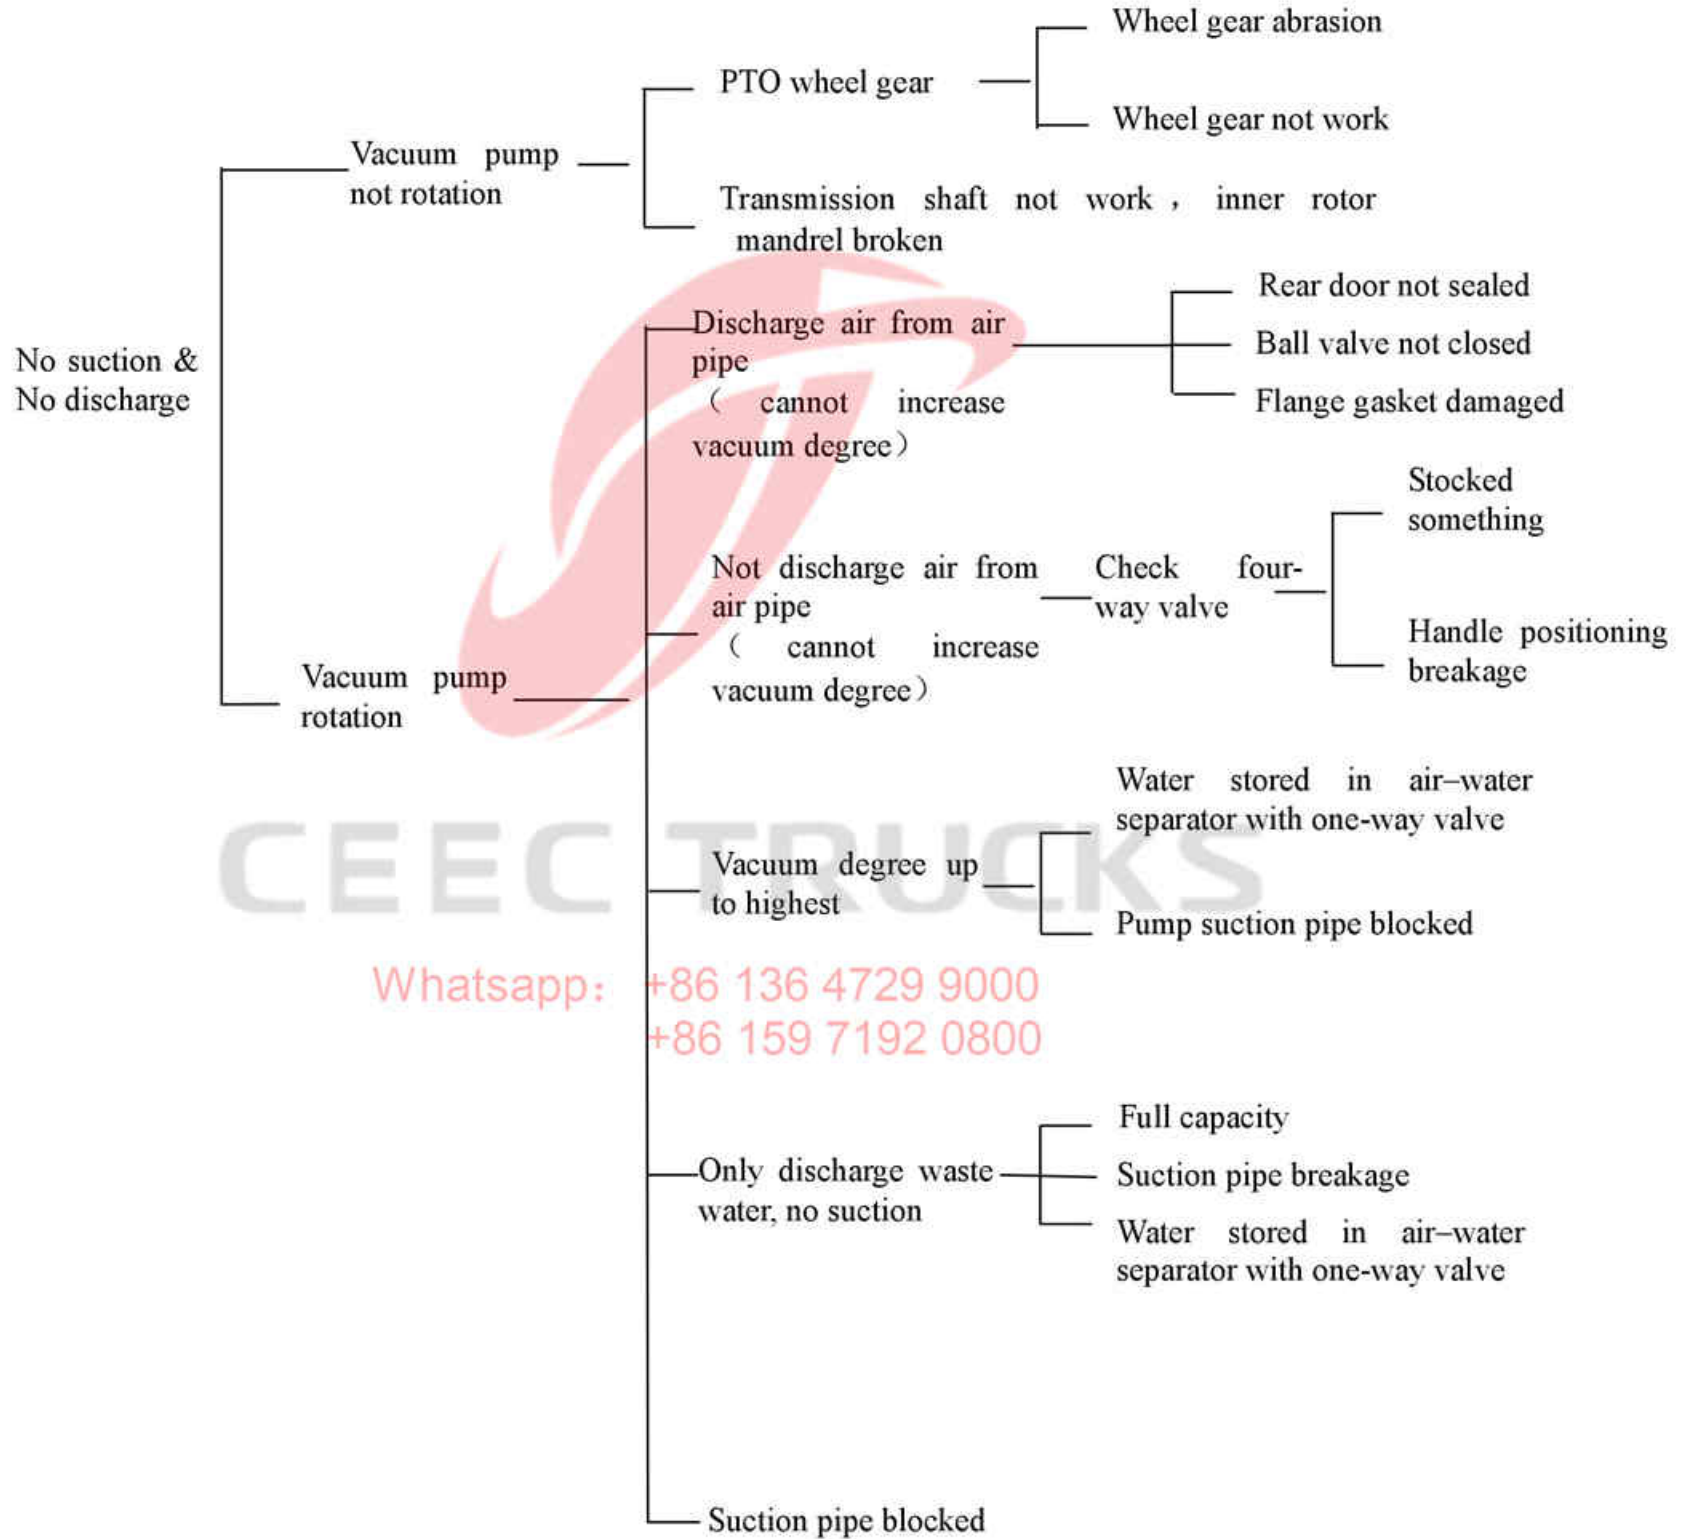 Wheel gear abrasion
PTO wheel gear
Wheel gear not work
Vacuum pump
not rotation
Transmission shaft not work , inner rotor
mandrel broken
No suction &
No discharge
Discharge air from air
pipe
( cannot increase
vacuum degree)
Rear door not sealed
Ball valve not closed
Flange gasket damaged
Not discharge air from
air pipe
( cannot increase
vacuum degree)
Check four-
way valve
Stocked
something
Handle positioning
breakage
Vacuum pump
rotation
Vacuum degree up
to highest
Water stored in air–water
separator with one-way valve
Pump suction pipe blocked
CEEC TRUCKS
Whatsapp: +86 136 4729 9000
+86 159 7192 0800
Only discharge waste
water, no suction
Full capacity
Suction pipe breakage
Water stored in air–water
separator with one-way valve
Suction pipe blocked